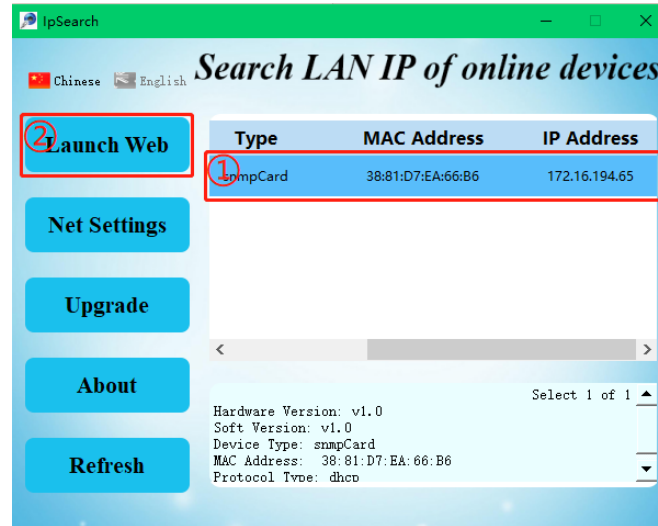 IpSearch
Chinese English
Search LAN IP of online devices
② Launch Web
Type MAC Address IP Address
① snmpCard 38:81:D7:EA:66:B6 172.16.194.65
Net Settings
Upgrade
About
Refresh
Select 1 of 1
Hardware Version: v1.0
Soft Version: v1.0
Device Type: snmpCard
MAC Address: 38:81:D7:EA:66:B6
Protocol Type: dhcp